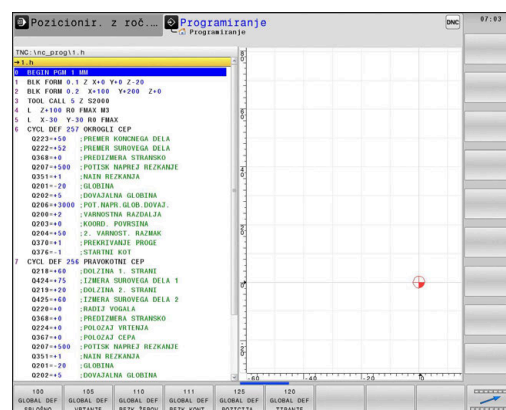 Pozicionir. z roč....
Programiranje
Programiranje
DNC
07:03
TNC:\nc_prog\1.h
→1.h
0 BEGIN PGM 1 MM
1 BLK FORM 0.1 Z X+0 Y+0 Z-20
2 BLK FORM 0.2 X+100 Y+200 Z+0
3 TOOL CALL 5 Z S2000
4 L Z+100 R0 FMAX M3
5 L X-30 Y-30 R0 FMAX
6 CYCL DEF 257 OKROGLI CEP
Q223=+50 ;PREMER KONCNEGA DELA
Q222=+52 ;PREMER SUROVEGA DELA
Q368=+0 ;PREDIZMERA STRANSKO
Q207=+500 ;POTISK NAPREJ REZKANJE
Q351=+1 ;NAIN REZKANJA
Q201=-20 ;GLOBINA
Q202=+5 ;DOVAJALNA GLOBINA
Q206=+3000 ;POT.NAPR.GLOB.DOVAJ.
Q200=+2 ;VARNOSTNA RAZDALJA
Q203=+0 ;KOORD. POVRSINA
Q204=+50 ;2. VARNOST. RAZMAK
Q370=+1 ;PREKRIVANJE PROGE
Q376=-1 ;STARTNI KOT
7 CYCL DEF 256 PRAVOKOTNI CEP
Q218=+60 ;DOLZINA 1. STRANI
Q424=+75 ;IZMERA SUROVEGA DELA 1
Q219=+20 ;DOLZINA 2. STRANI
Q425=+60 ;IZMERA SUROVEGA DELA 2
Q220=+0 ;RADIJ VOGALA
Q368=+0 ;PREDIZMERA STRANSKO
Q224=+0 ;POLOZAJ VRTENJA
Q367=+0 ;POLOZAJ CEPA
Q207=+500 ;POTISK NAPREJ REZKANJE
Q351=+1 ;NAIN REZKANJA
Q201=-20 ;GLOBINA
Q202=+5 ;DOVAJALNA GLOBINA
-60 -40 -20 0
100 105 110 111 125 120
GLOBAL DEF GLOBAL DEF GLOBAL DEF GLOBAL DEF GLOBAL DEF GLOBAL DEF
SPLOŠNO VRTANJE REZK.ŽEPOV REZK.KONT. POZICIJA TIPANJE